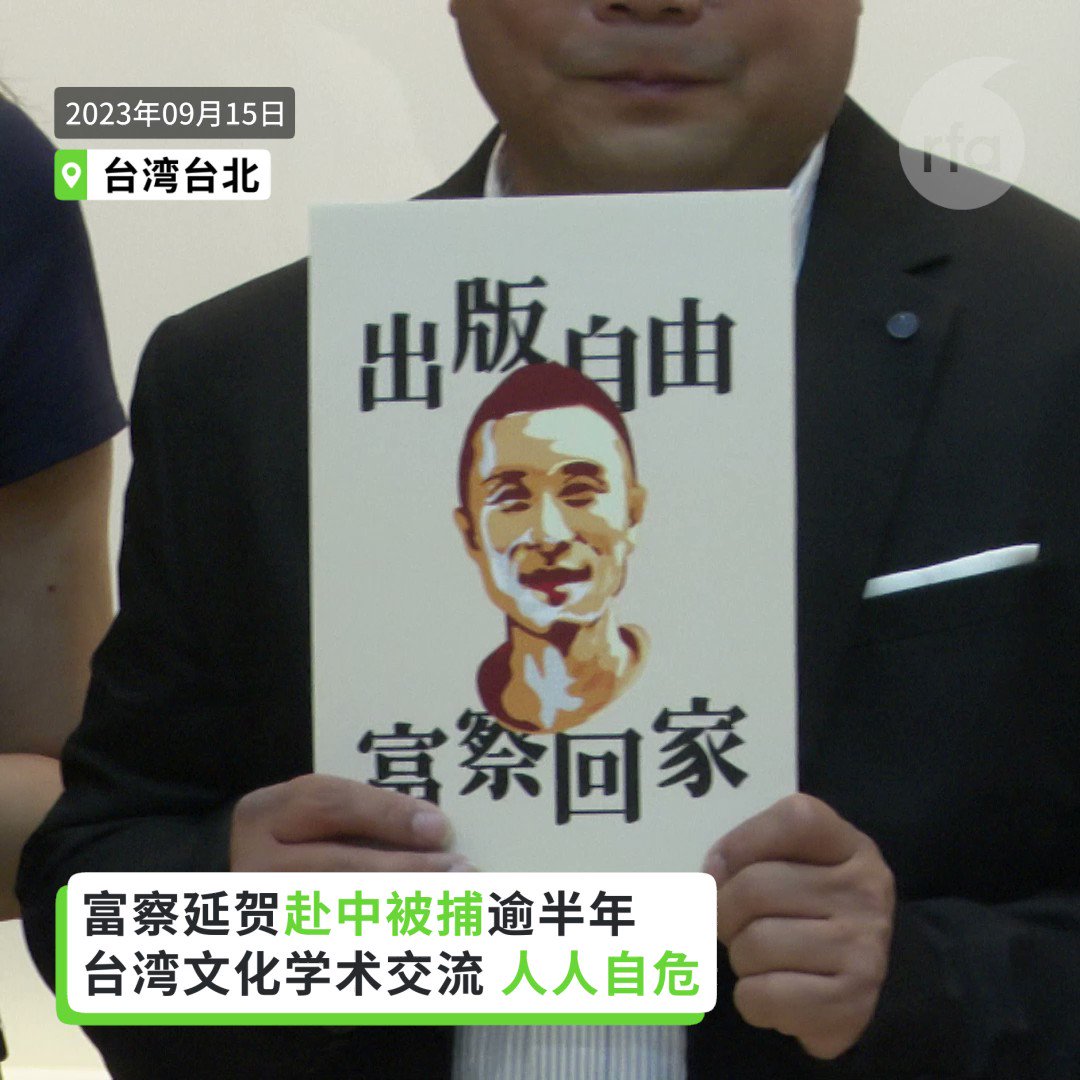 2023年09月15日
台湾台北
rfa
出版自由
富察回家
富察延贺赴中被捕逾半年
台湾文化学术交流 人人自危